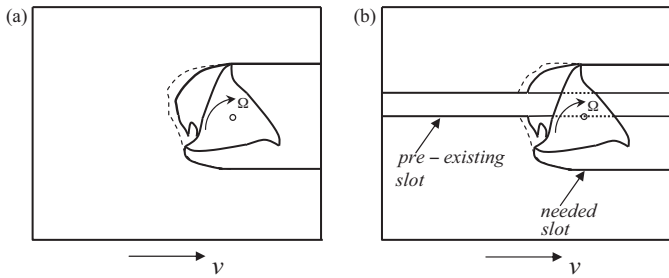 (a)
Ω
v
(b)
Ω
pre – existing
slot
needed
slot
v